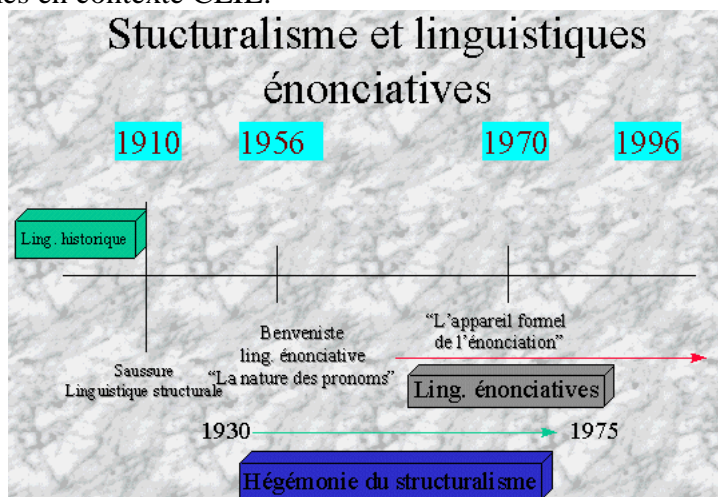 Stucturalisme et linguistiques
énonciatives
1910 1956 1970 1996
Ling. historique
Saussure
Linguistique structurale
Benveniste
ling. énonciative
“La nature des pronoms”
“L’appareil formel
de l’énonciation”
Ling. énonciatives
1930 1975
Hégémonie du structuralisme